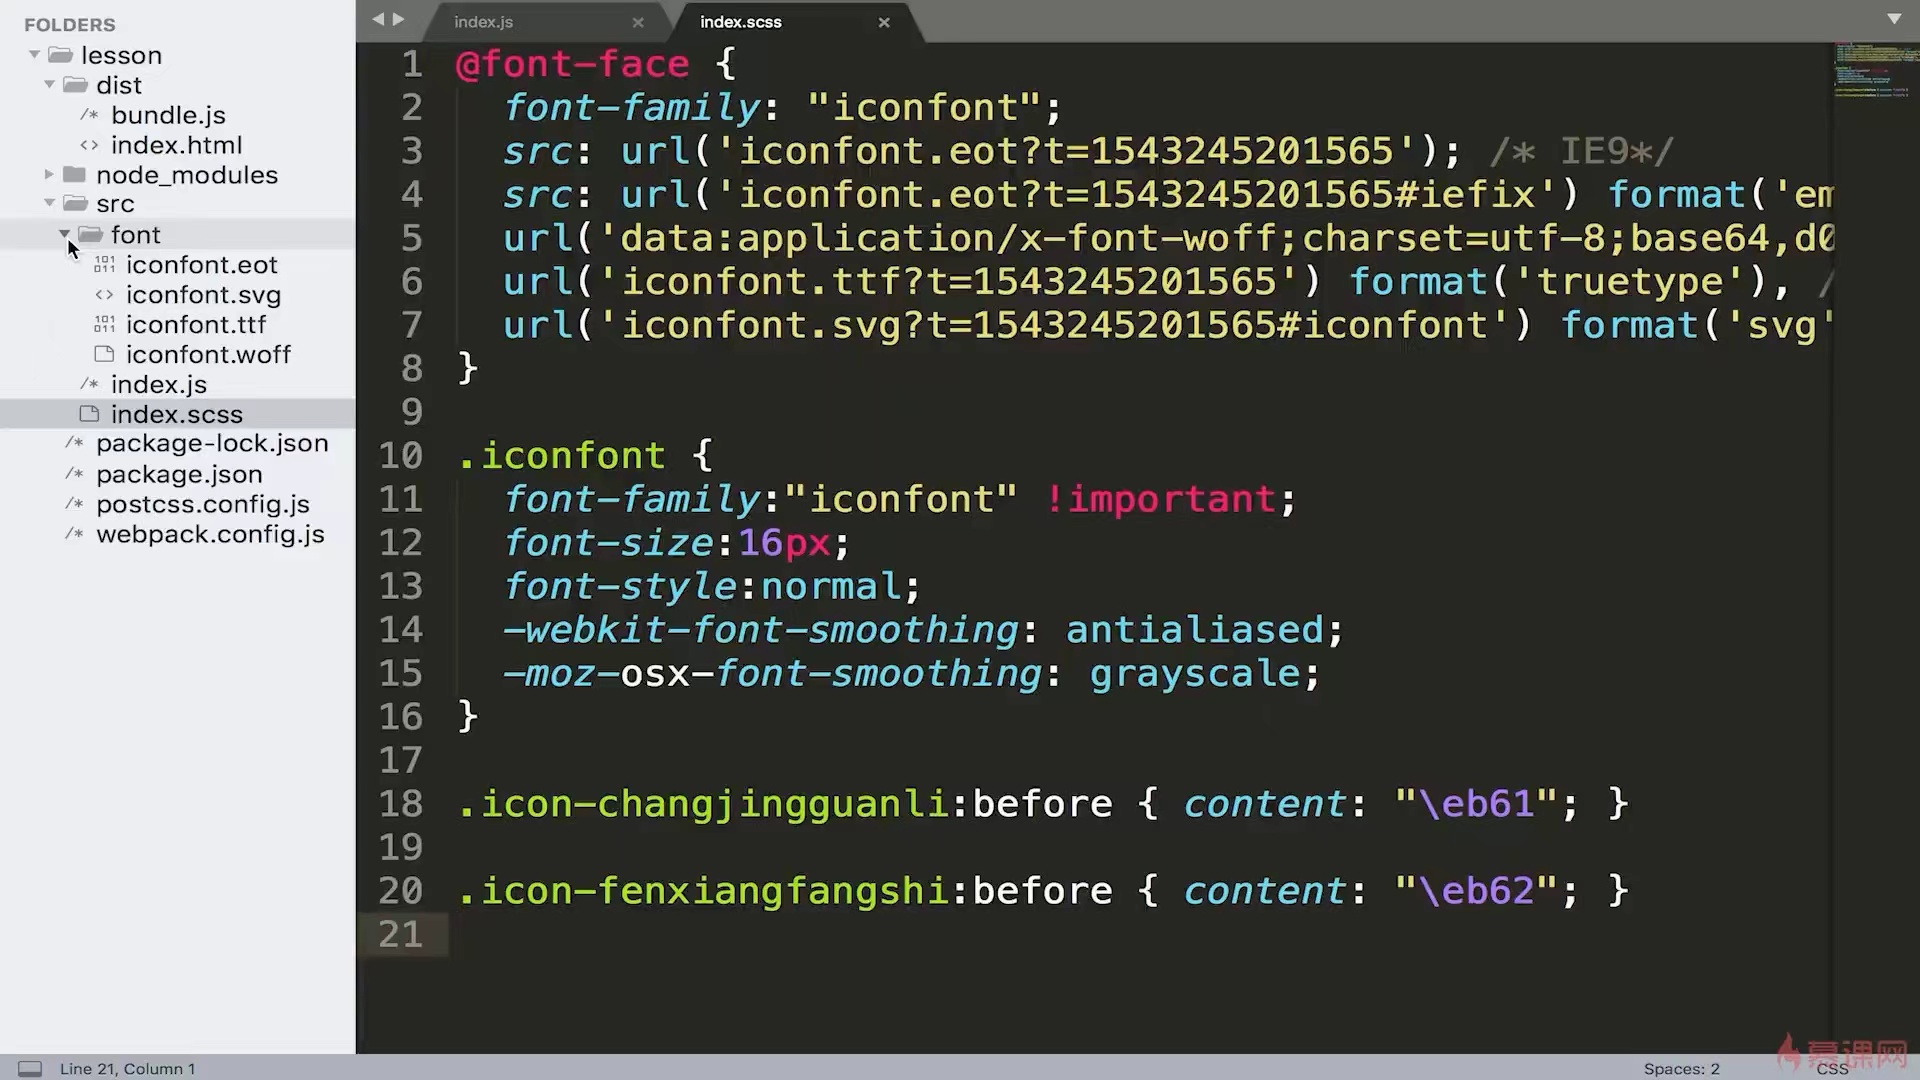 FOLDERS
lesson
dist
/* bundle.js
<> index.html
node_modules
src
font
iconfont.eot
<> iconfont.svg
iconfont.ttf
iconfont.woff
/* index.js
index.scss
/* package-lock.json
/* package.json
/* postcss.config.js
/* webpack.config.js
index.js
index.scss
1 @font-face {
2 font-family: "iconfont";
3 src: url('iconfont.eot?t=1543245201565'); /* IE9*/
4 src: url('iconfont.eot?t=1543245201565#iefix') format('em
5 url('data:application/x-font-woff;charset=utf-8;base64,d0
6 url('iconfont.ttf?t=1543245201565') format('truetype'), /
7 url('iconfont.svg?t=1543245201565#iconfont') format('svg'
8 }
9
10 .iconfont {
11 font-family:"iconfont" !important;
12 font-size:16px;
13 font-style:normal;
14 -webkit-font-smoothing: antialiased;
15 -moz-osx-font-smoothing: grayscale;
16 }
17
18 .icon-changjingguanli:before { content: "\eb61"; }
19
20 .icon-fenxiangfangshi:before { content: "\eb62"; }
21
Line 21, Column 1
Spaces: 2
CSS
慕课网